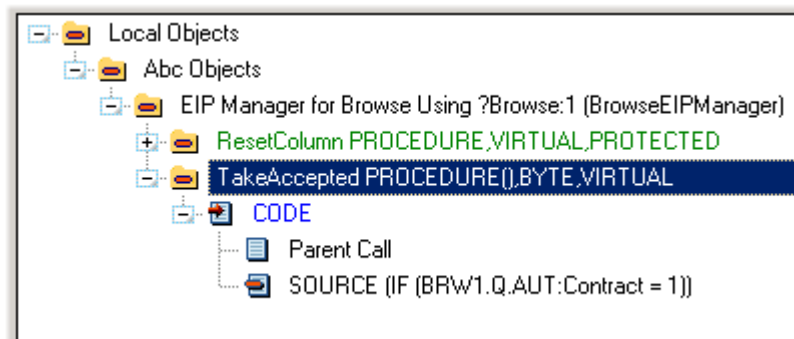 Local Objects
Abc Objects
EIP Manager for Browse Using ?Browse:1 (BrowseEIPManager)
ResetColumn PROCEDURE,VIRTUAL,PROTECTED
TakeAccepted PROCEDURE(),BYTE,VIRTUAL
CODE
Parent Call
SOURCE (IF (BRW1.Q.AUT:Contract = 1))